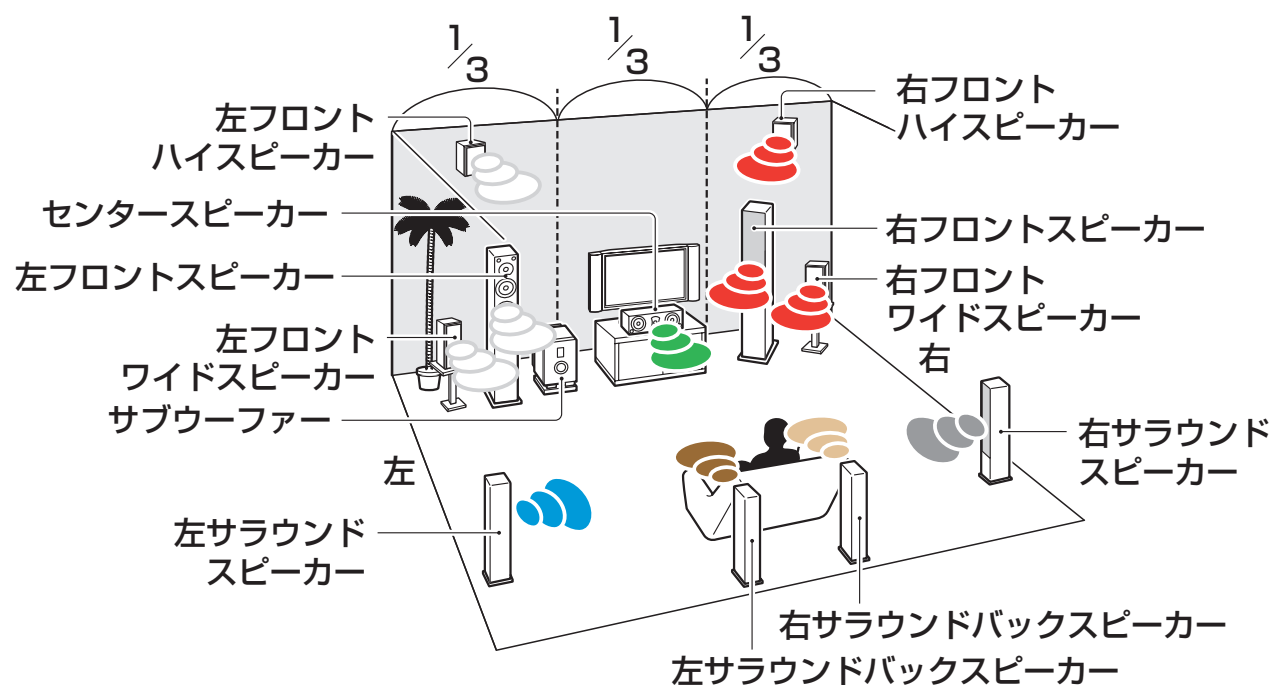 1/3
1/3
1/3
左フロント
ハイスピーカー
右フロント
ハイスピーカー
センタースピーカー
左フロントスピーカー
右フロントスピーカー
右フロント
ワイドスピーカー
左フロント
ワイドスピーカー
サブウーファー
右
左
右サラウンド
スピーカー
左サラウンド
スピーカー
右サラウンドバックスピーカー
左サラウンドバックスピーカー